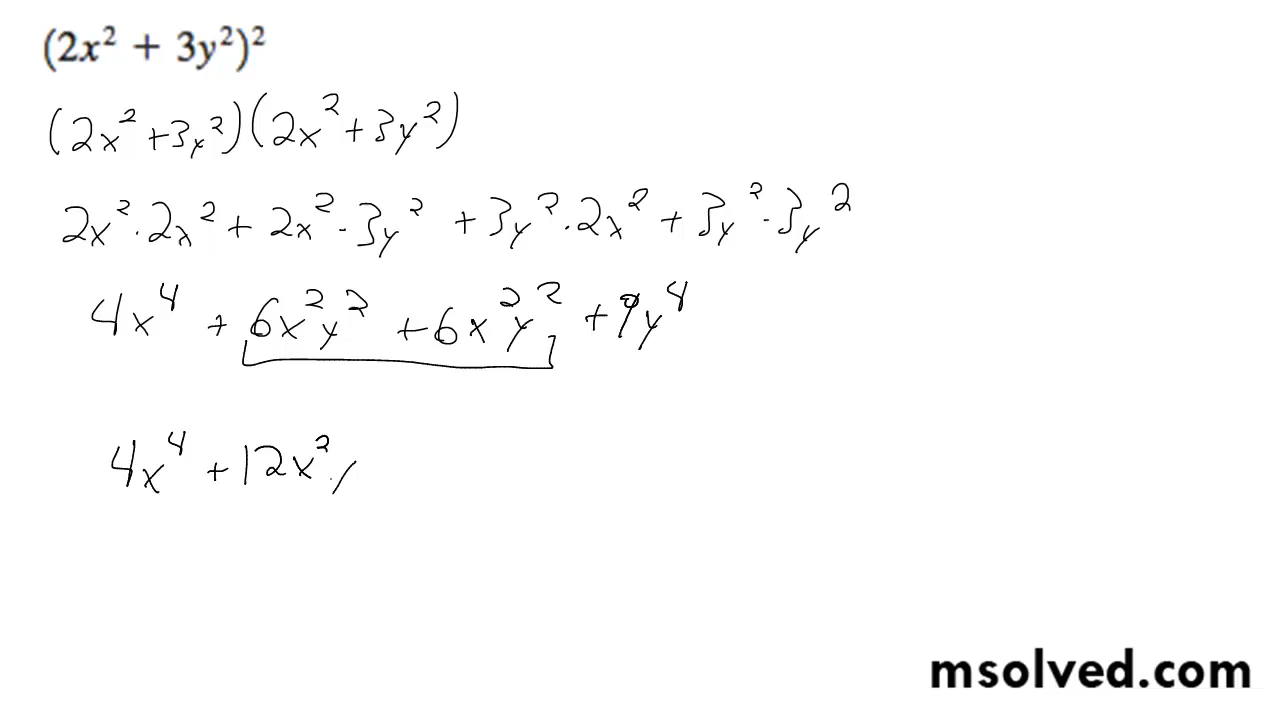 (2x² + 3y²)²
(2x² + 3y²)(2x² + 3y²)
2x² · 2x² + 2x² · 3y² + 3y² · 2x² + 3y² · 3y²
4x⁴ + 6x²y² + 6x²y² + 9y⁴
4x⁴ + 12x²
msolved.com